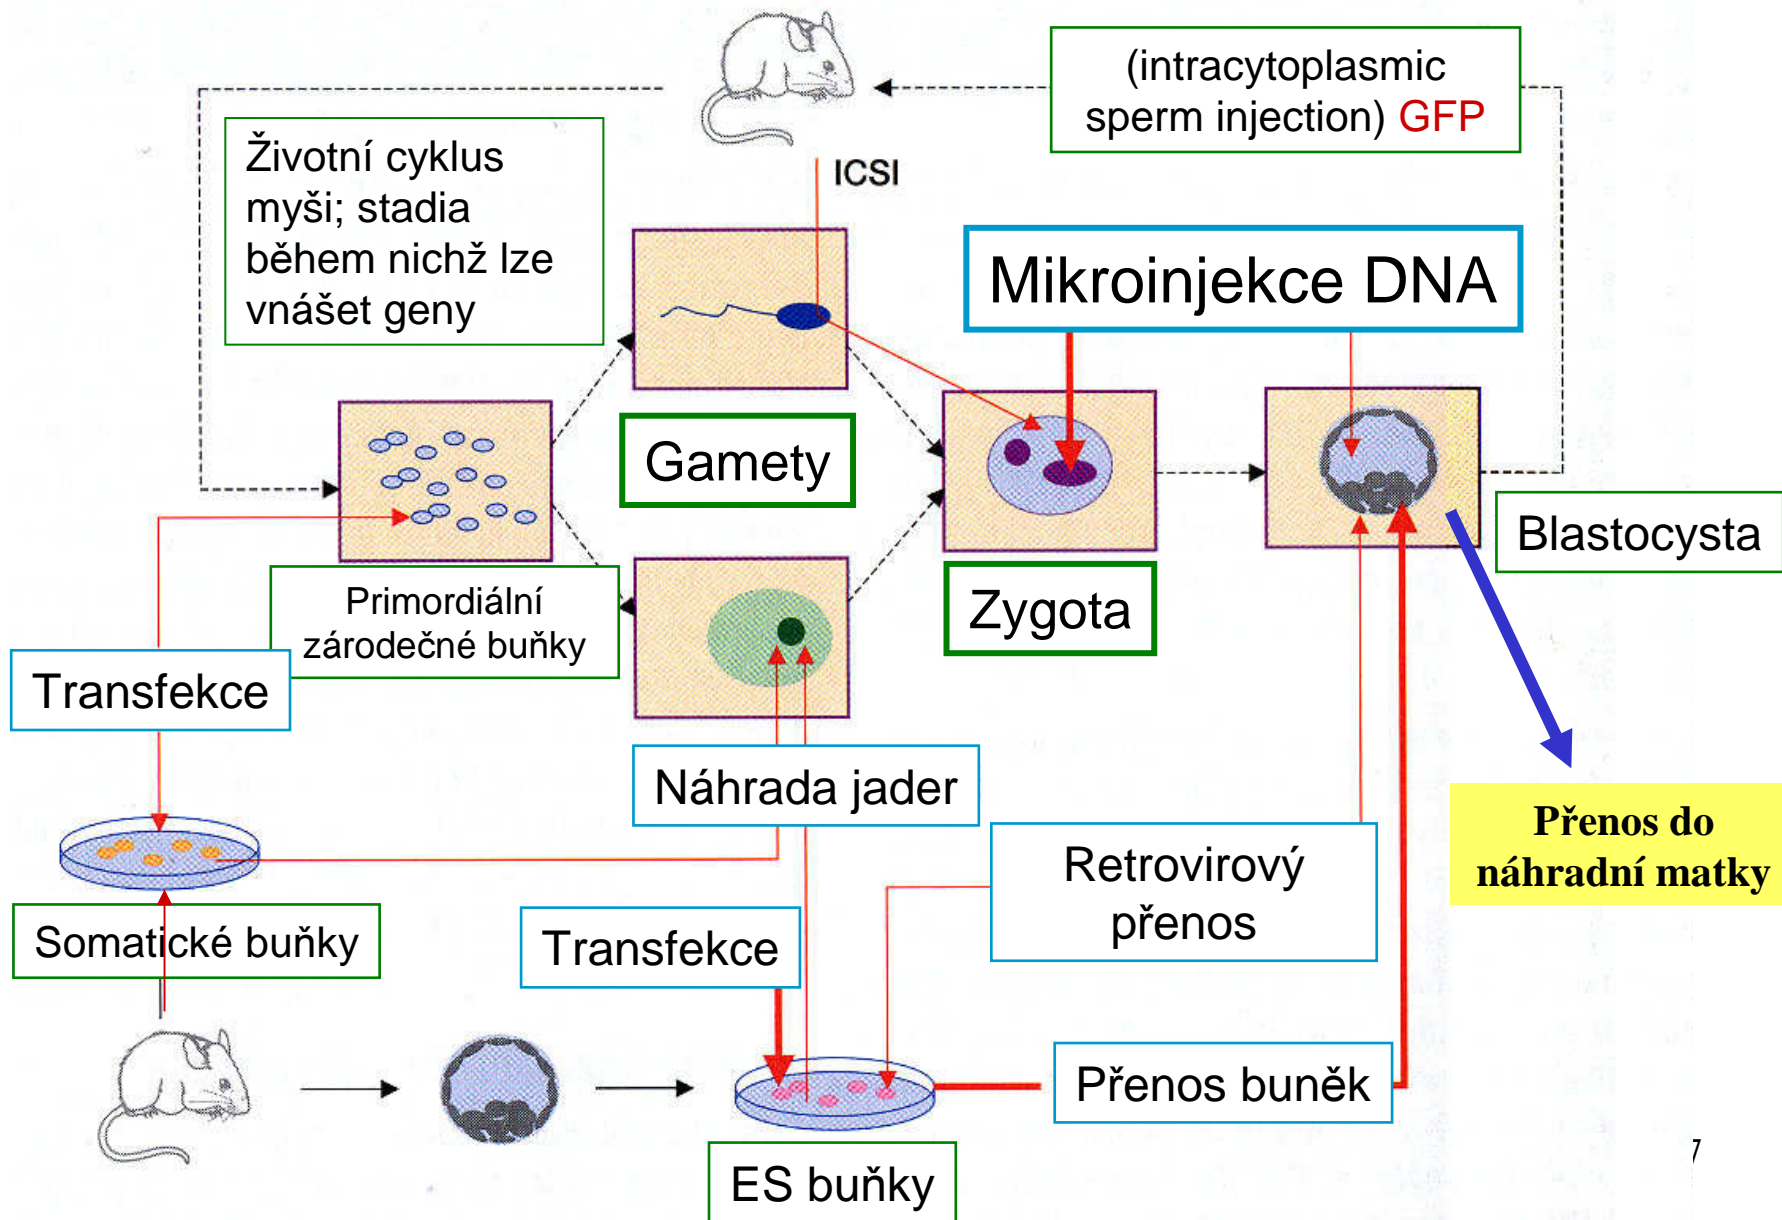 (intracytoplasmic
sperm injection) GFP
Životní cyklus
myši; stadia
během nichž lze
vnášet geny
ICSI
Mikroinjekce DNA
Gamety
Blastocysta
Zygota
Primordiální
zárodečné buňky
Transfekce
Náhrada jader
Přenos do
náhradní matky
Retrovirový
přenos
Somatické buňky
Transfekce
Přenos buněk
ES buňky
7